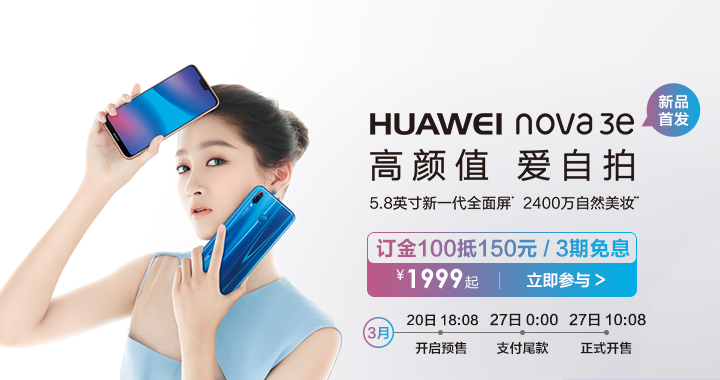 新品
首发
HUAWEI nova 3e
高颜值 爱自拍
5.8英寸新一代全面屏* 2400万自然美妆**
订金100抵150元 / 3期免息
¥1999起 | 立即参与 >
3月
20日 18:08 27日 0:00 27日 10:08
开启预售 支付尾款 正式开售